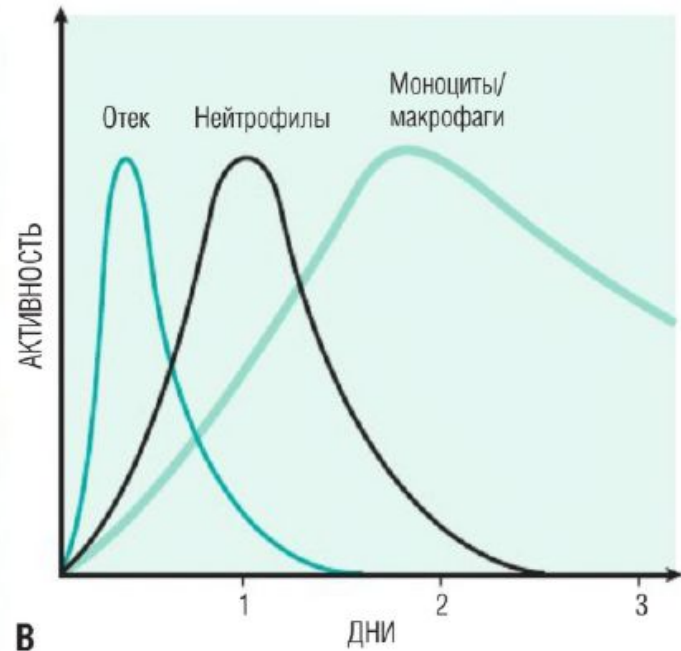 Отек
Нейтрофилы
Моноциты/
макрофаги
АКТИВНОСТЬ
1
2
3
ДНИ
В